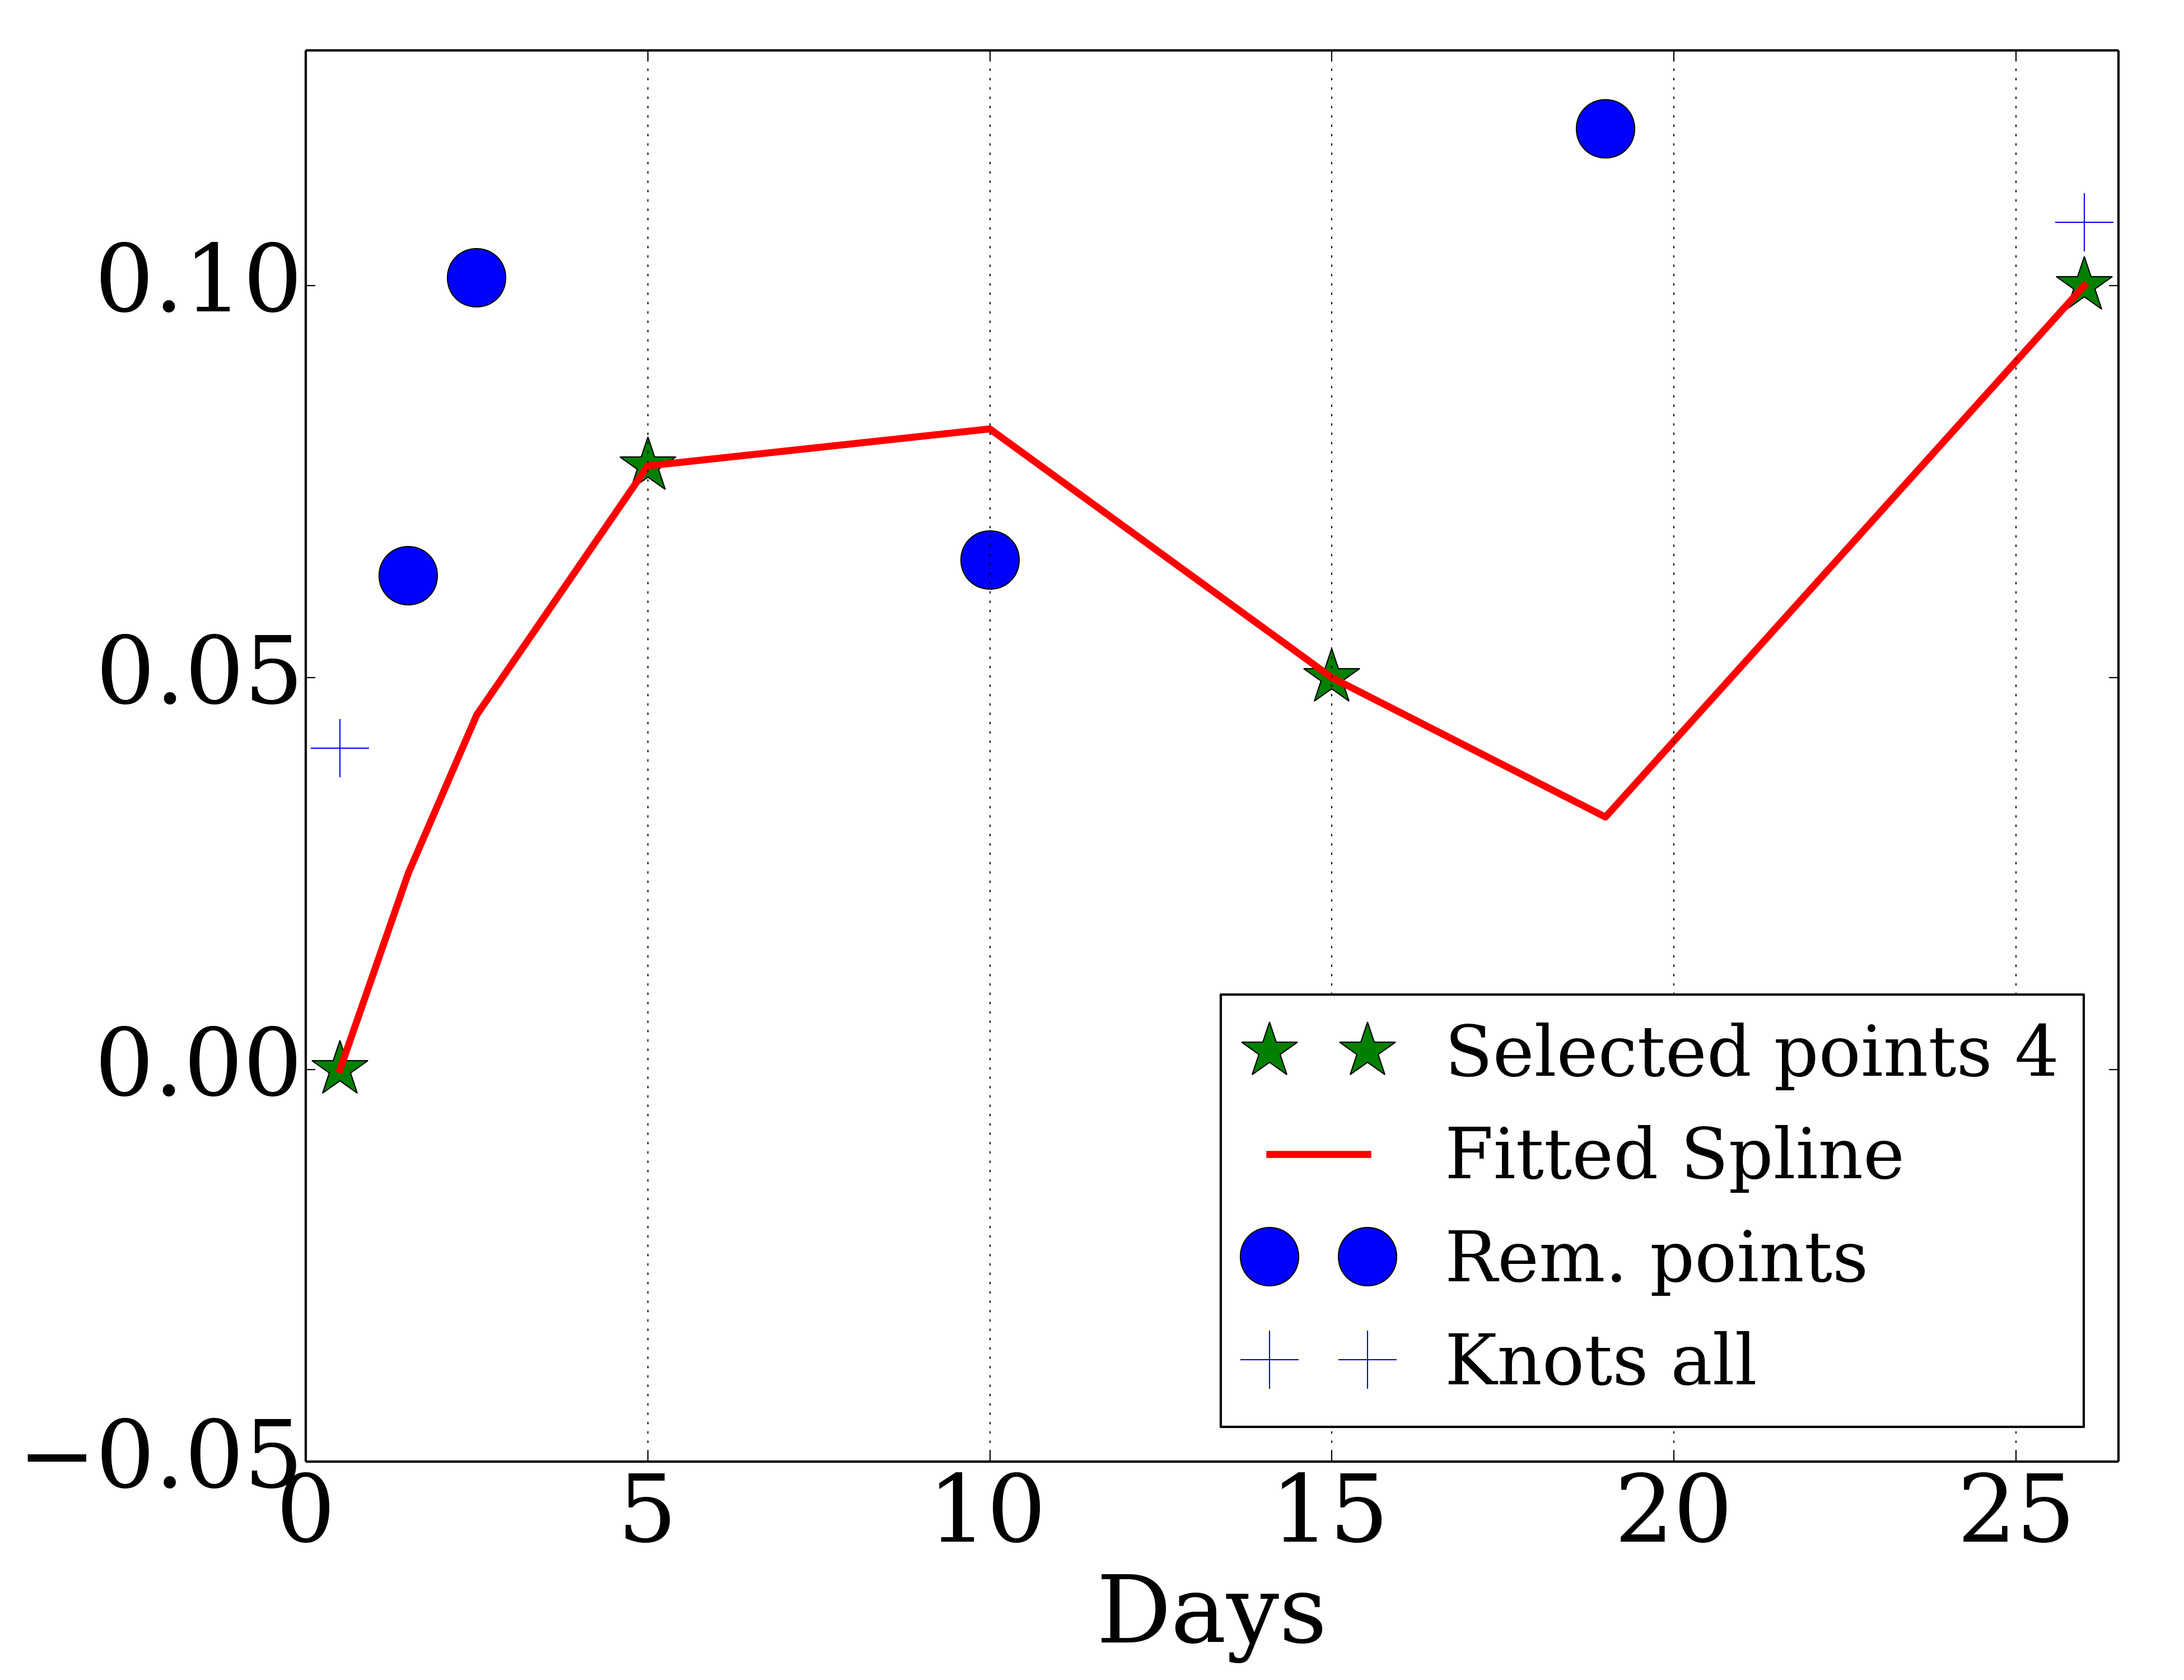 0.10
0.05
0.00
−0.05
0 5 10 15 20 25
Days
Selected points 4
Fitted Spline
Rem. points
Knots all